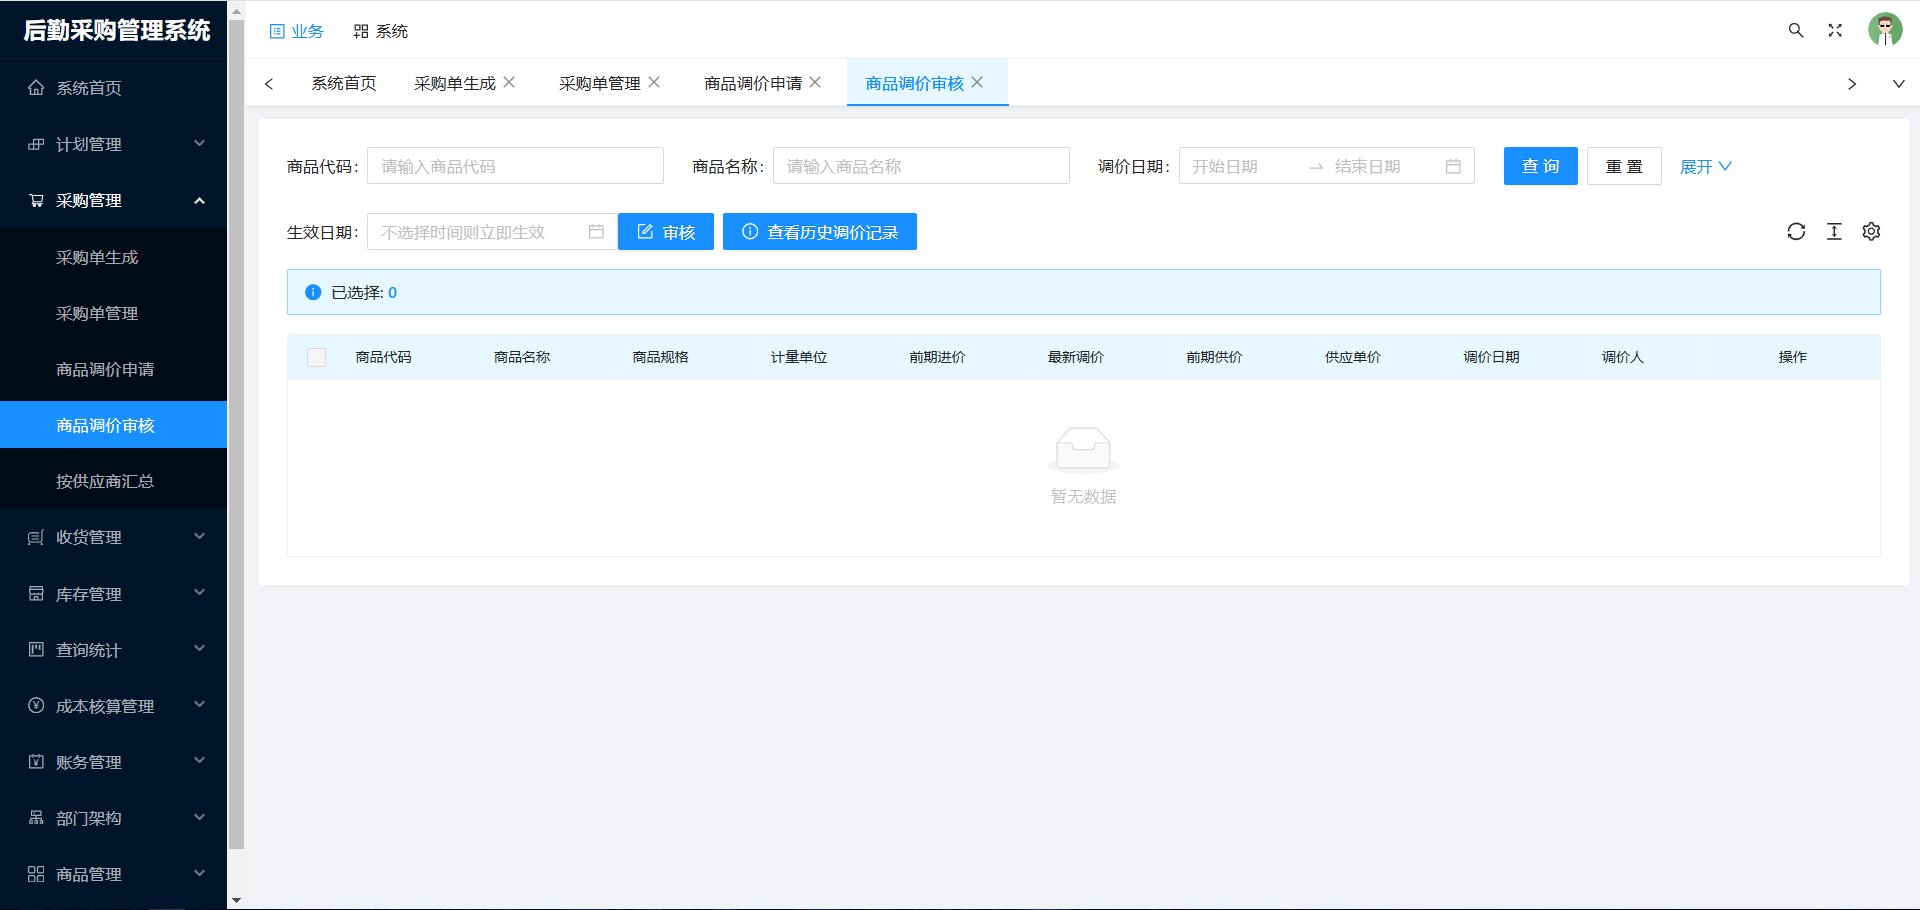 后勤采购管理系统
业务
系统
系统首页
采购单生成
采购单管理
商品调价申请
商品调价审核
系统首页
计划管理
采购管理
采购单生成
采购单管理
商品调价申请
商品调价审核
按供应商汇总
收货管理
库存管理
查询统计
成本核算管理
账务管理
部门架构
商品管理
商品代码: 请输入商品代码
商品名称: 请输入商品名称
调价日期: 开始日期 → 结束日期
查 询
重 置
展开
生效日期: 不选择时间则立即生效
审核
查看历史调价记录
已选择: 0
商品代码 商品名称 商品规格 计量单位 前期进价 最新调价 前期供价 供应单价 调价日期 调价人 操作
暂无数据